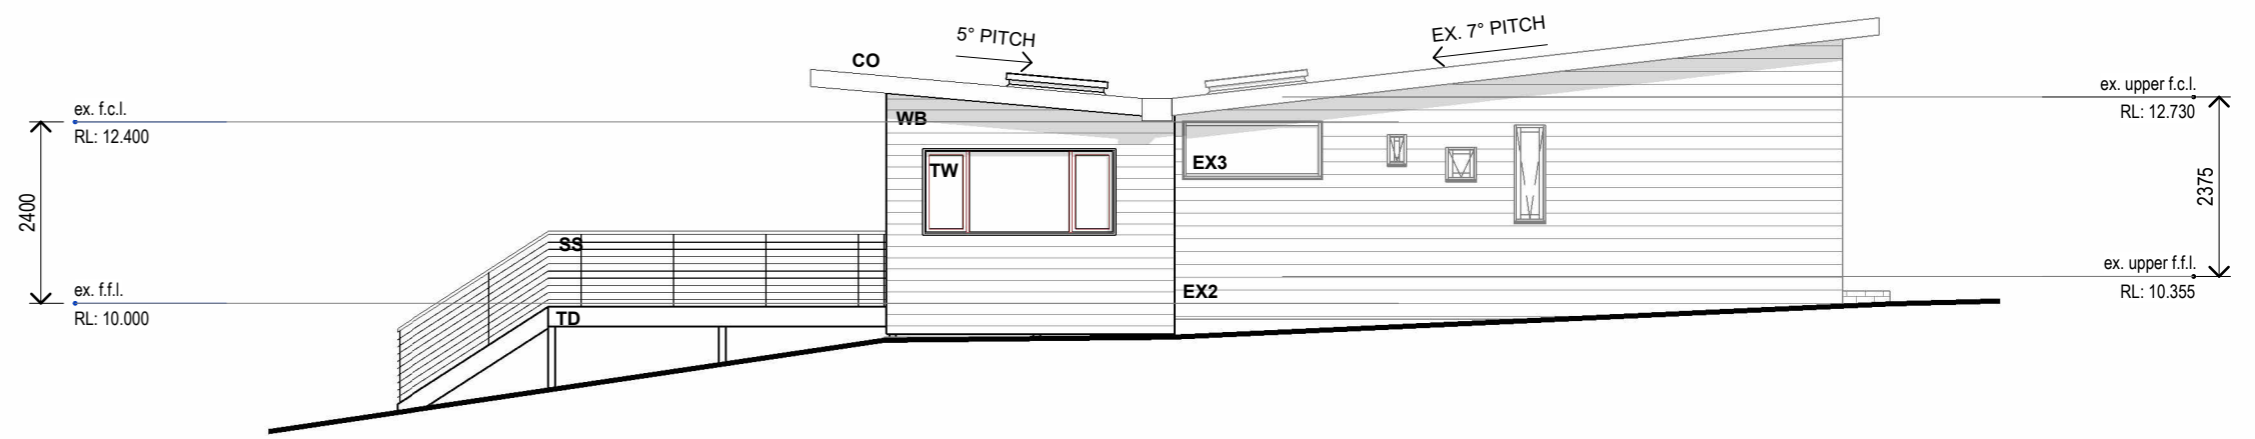 5° PITCH
EX. 7° PITCH
CO
ex. f.c.l.
RL: 12.400
ex. upper f.c.l.
RL: 12.730
WB
TW
EX3
2400
2375
SS
ex. f.f.l.
RL: 10.000
ex. upper f.f.l.
RL: 10.355
EX2
TD